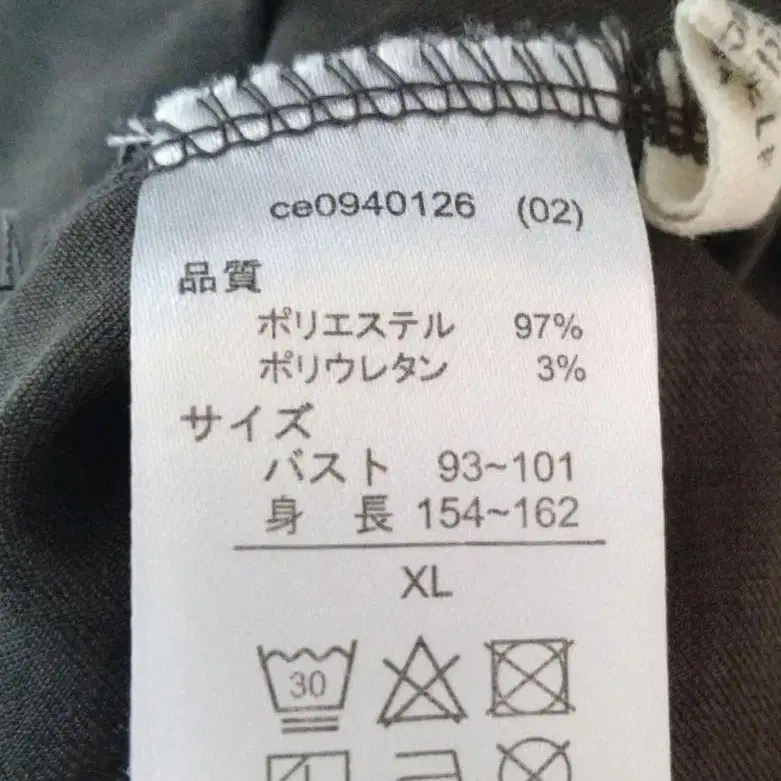 ce0940126 (02)
品質
ポリエステル 97%
ポリウレタン 3%
サイズ
バスト 93~101
身 長 154~162
XL
30